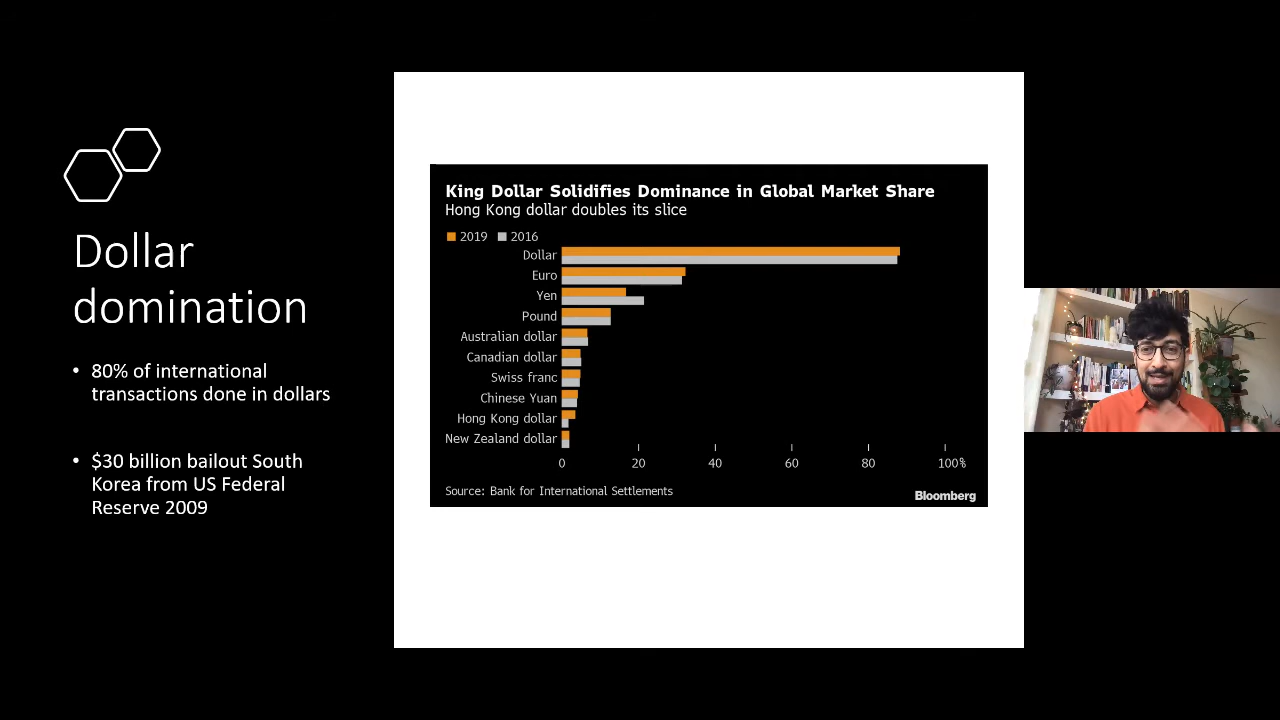 Dollar
domination
• 80% of international
transactions done in dollars
• $30 billion bailout South
Korea from US Federal
Reserve 2009
King Dollar Solidifies Dominance in Global Market Share
Hong Kong dollar doubles its slice
2019 2016
Dollar
Euro
Yen
Pound
Australian dollar
Canadian dollar
Swiss franc
Chinese Yuan
Hong Kong dollar
New Zealand dollar
0 20 40 60 80 100%
Source: Bank for International Settlements
Bloomberg